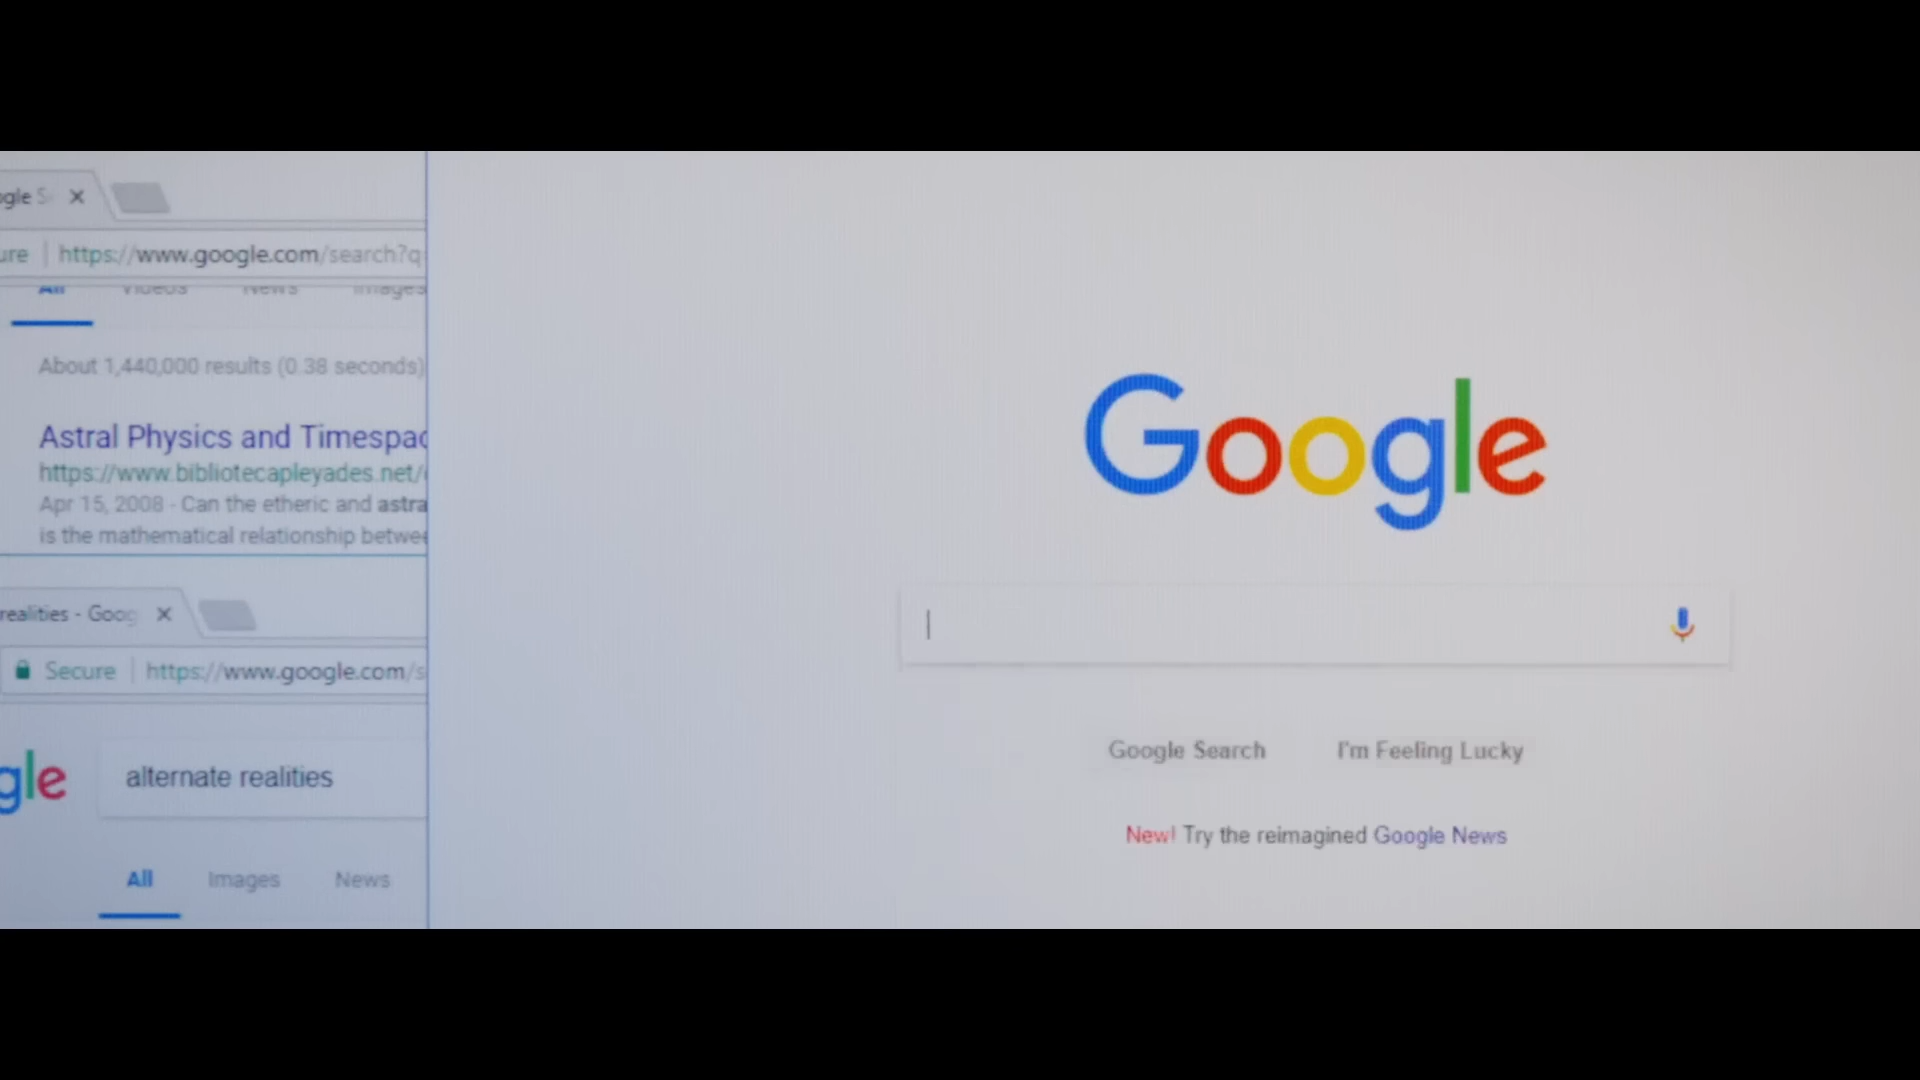 ogle S
ure | https://www.google.com/search?q
All Videos News Images
About 1,440,000 results (0.38 seconds)
Astral Physics and Timespac
https://www.bibliotecapleyades.net/
Apr 15, 2008 - Can the etheric and astra
is the mathematical relationship betwee
realities - Goog
Secure | https://www.google.com/s
gle alternate realities
All Images News
Google
Google Search I'm Feeling Lucky
New! Try the reimagined Google News